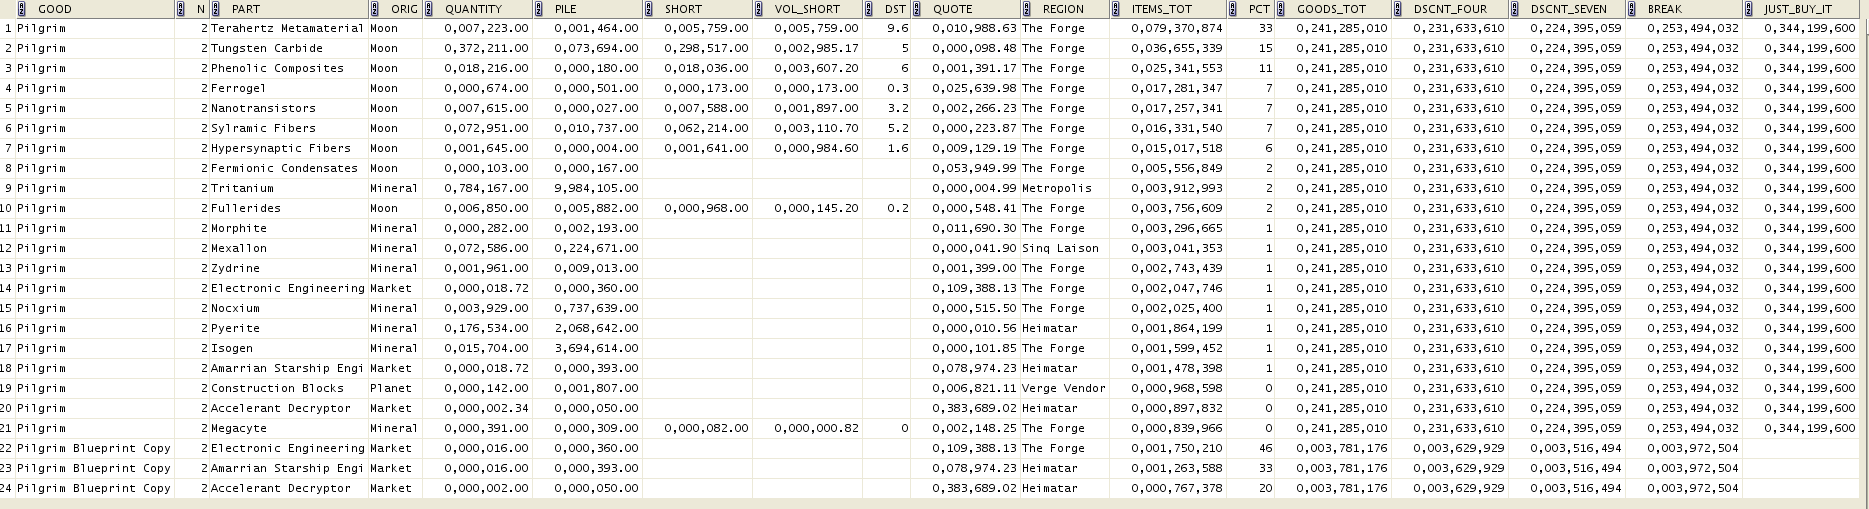 GOOD N PART ORIG QUANTITY PILE SHORT VOL_SHORT DST QUOTE REGION ITEMS_TOT PCT GOODS_TOT DSCNT_FOUR DSCNT_SEVEN BREAK JUST_BUY_IT
1 Pilgrim 2 Terahertz Metamaterial Moon 0,007,223.00 0,001,464.00 0,005,759.00 0,005,759.00 9.6 0,010,988.63 The Forge 0,079,370,874 33 0,241,285,010 0,231,633,610 0,224,395,059 0,253,494,032 0,344,199,600
2 Pilgrim 2 Tungsten Carbide Moon 0,372,211.00 0,073,694.00 0,298,517.00 0,002,985.17 5 0,000,098.48 The Forge 0,036,655,339 15 0,241,285,010 0,231,633,610 0,224,395,059 0,253,494,032 0,344,199,600
3 Pilgrim 2 Phenolic Composites Moon 0,018,216.00 0,000,180.00 0,018,036.00 0,003,607.20 6 0,001,391.17 The Forge 0,025,341,553 11 0,241,285,010 0,231,633,610 0,224,395,059 0,253,494,032 0,344,199,600
4 Pilgrim 2 Ferrogel Moon 0,000,674.00 0,000,501.00 0,000,173.00 0,000,173.00 0.3 0,025,639.98 The Forge 0,017,281,347 7 0,241,285,010 0,231,633,610 0,224,395,059 0,253,494,032 0,344,199,600
5 Pilgrim 2 Nanotransistors Moon 0,007,615.00 0,000,027.00 0,007,588.00 0,001,897.00 3.2 0,002,266.23 The Forge 0,017,257,341 7 0,241,285,010 0,231,633,610 0,224,395,059 0,253,494,032 0,344,199,600
6 Pilgrim 2 Sylramic Fibers Moon 0,072,951.00 0,010,737.00 0,062,214.00 0,003,110.70 5.2 0,000,223.87 The Forge 0,016,331,540 7 0,241,285,010 0,231,633,610 0,224,395,059 0,253,494,032 0,344,199,600
7 Pilgrim 2 Hypersynaptic Fibers Moon 0,001,645.00 0,000,004.00 0,001,641.00 0,000,984.60 1.6 0,009,129.19 The Forge 0,015,017,518 6 0,241,285,010 0,231,633,610 0,224,395,059 0,253,494,032 0,344,199,600
8 Pilgrim 2 Fermionic Condensates Moon 0,000,103.00 0,000,167.00 0,053,949.99 The Forge 0,005,556,849 2 0,241,285,010 0,231,633,610 0,224,395,059 0,253,494,032 0,344,199,600
9 Pilgrim 2 Tritanium Mineral 0,784,167.00 9,984,105.00 0,000,004.99 Metropolis 0,003,912,993 2 0,241,285,010 0,231,633,610 0,224,395,059 0,253,494,032 0,344,199,600
10 Pilgrim 2 Fullerides Moon 0,006,850.00 0,005,882.00 0,000,968.00 0,000,145.20 0.2 0,000,548.41 The Forge 0,003,756,609 2 0,241,285,010 0,231,633,610 0,224,395,059 0,253,494,032 0,344,199,600
11 Pilgrim 2 Morphite Mineral 0,000,282.00 0,002,193.00 0,011,690.30 The Forge 0,003,296,665 1 0,241,285,010 0,231,633,610 0,224,395,059 0,253,494,032 0,344,199,600
12 Pilgrim 2 Mexallon Mineral 0,072,586.00 0,224,671.00 0,000,041.90 Sinq Laison 0,003,041,353 1 0,241,285,010 0,231,633,610 0,224,395,059 0,253,494,032 0,344,199,600
13 Pilgrim 2 Zydrine Mineral 0,001,961.00 0,009,013.00 0,001,399.00 The Forge 0,002,743,439 1 0,241,285,010 0,231,633,610 0,224,395,059 0,253,494,032 0,344,199,600
14 Pilgrim 2 Electronic Engineering Market 0,000,018.72 0,000,360.00 0,109,388.13 The Forge 0,002,047,746 1 0,241,285,010 0,231,633,610 0,224,395,059 0,253,494,032 0,344,199,600
15 Pilgrim 2 Nocxium Mineral 0,003,929.00 0,737,639.00 0,000,515.50 The Forge 0,002,025,400 1 0,241,285,010 0,231,633,610 0,224,395,059 0,253,494,032 0,344,199,600
16 Pilgrim 2 Pyerite Mineral 0,176,534.00 2,068,642.00 0,000,010.56 Heimatar 0,001,864,199 1 0,241,285,010 0,231,633,610 0,224,395,059 0,253,494,032 0,344,199,600
17 Pilgrim 2 Isogen Mineral 0,015,704.00 3,694,614.00 0,000,101.85 The Forge 0,001,599,452 1 0,241,285,010 0,231,633,610 0,224,395,059 0,253,494,032 0,344,199,600
18 Pilgrim 2 Amarrian Starship Engi Market 0,000,018.72 0,000,393.00 0,078,974.23 Heimatar 0,001,478,398 1 0,241,285,010 0,231,633,610 0,224,395,059 0,253,494,032 0,344,199,600
19 Pilgrim 2 Construction Blocks Planet 0,000,142.00 0,001,807.00 0,006,821.11 Verge Vendor 0,000,968,598 0 0,241,285,010 0,231,633,610 0,224,395,059 0,253,494,032 0,344,199,600
20 Pilgrim 2 Accelerant Decryptor Market 0,000,002.34 0,000,050.00 0,383,689.02 Heimatar 0,000,897,832 0 0,241,285,010 0,231,633,610 0,224,395,059 0,253,494,032 0,344,199,600
21 Pilgrim 2 Megacyte Mineral 0,000,391.00 0,000,309.00 0,000,082.00 0,000,000.82 0 0,002,148.25 The Forge 0,000,839,966 0 0,241,285,010 0,231,633,610 0,224,395,059 0,253,494,032 0,344,199,600
22 Pilgrim Blueprint Copy 2 Electronic Engineering Market 0,000,016.00 0,000,360.00 0,109,388.13 The Forge 0,001,750,210 46 0,003,781,176 0,003,629,929 0,003,516,494 0,003,972,504
23 Pilgrim Blueprint Copy 2 Amarrian Starship Engi Market 0,000,016.00 0,000,393.00 0,078,974.23 Heimatar 0,001,263,588 33 0,003,781,176 0,003,629,929 0,003,516,494 0,003,972,504
24 Pilgrim Blueprint Copy 2 Accelerant Decryptor Market 0,000,002.00 0,000,050.00 0,383,689.02 Heimatar 0,000,767,378 20 0,003,781,176 0,003,629,929 0,003,516,494 0,003,972,504